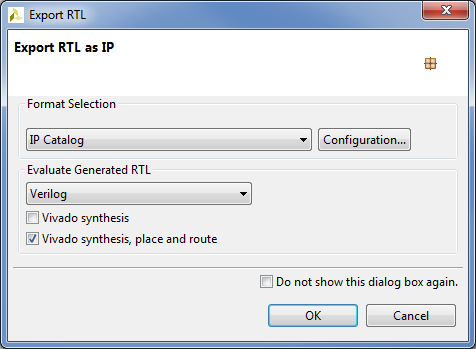 Export RTL
Export RTL as IP
Format Selection
IP Catalog
Configuration...
Evaluate Generated RTL
Verilog
Vivado synthesis
Vivado synthesis, place and route
Do not show this dialog box again.
OK
Cancel